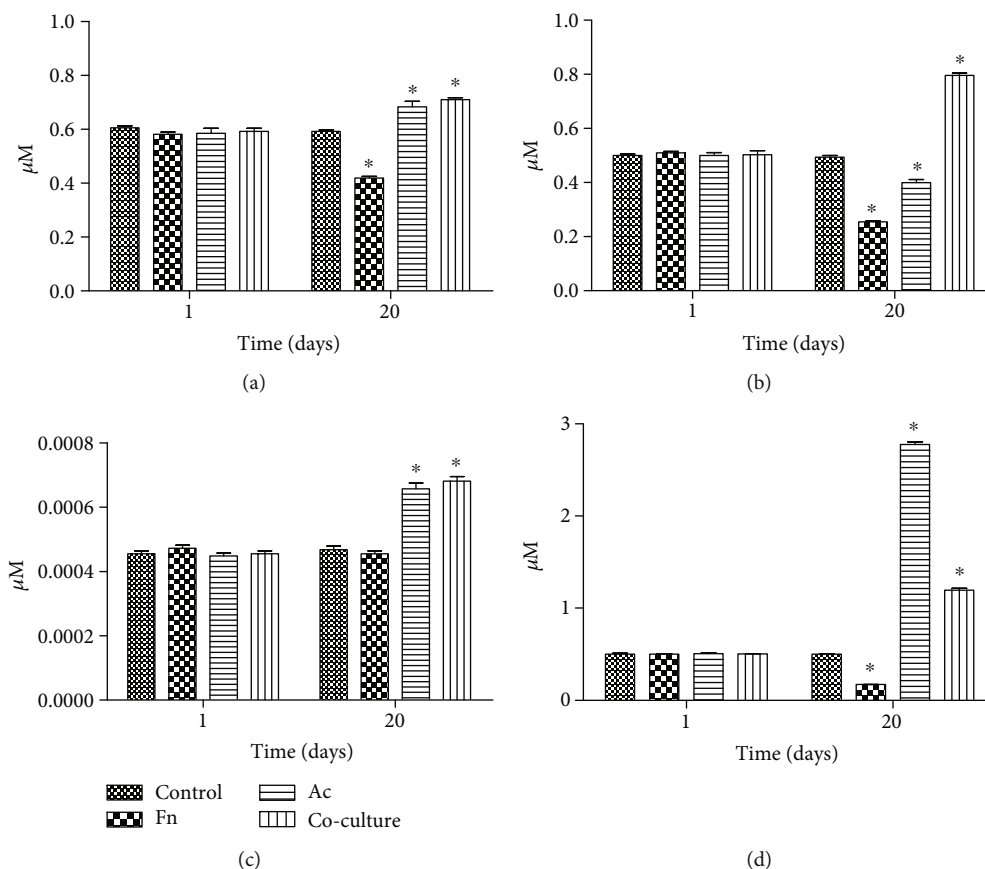 1.0
0.8
0.6
0.4
0.2
0.0
µM
* * *
1 20
Time (days)
(a)
1.0
0.8
0.6
0.4
0.2
0.0
µM
* * *
1 20
Time (days)
(b)
0.0008
0.0006
0.0004
0.0002
0.0000
µM
* *
1 20
Time (days)
Control Ac
Fn Co-culture
(c)
3
2
1
0
µM
* * *
1 20
Time (days)
(d)